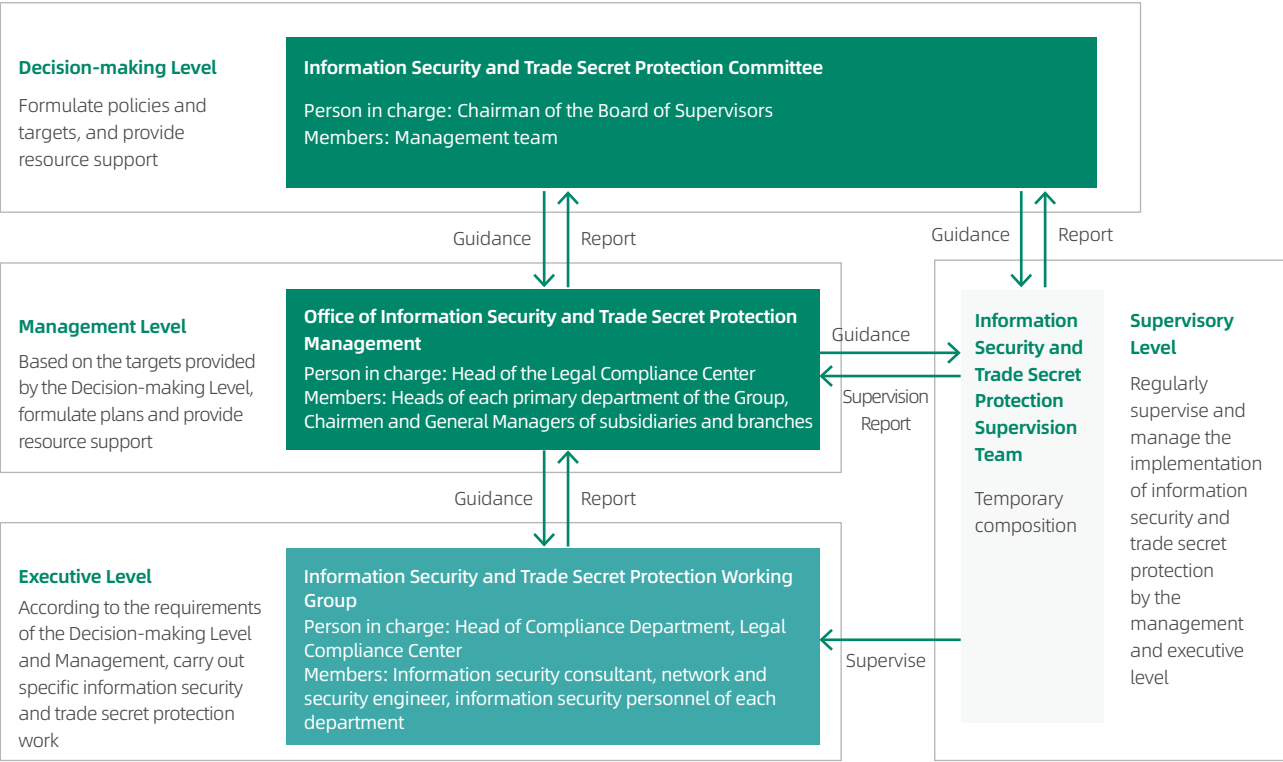 Decision-making Level
Formulate policies and
targets, and provide
resource support
Information Security and Trade Secret Protection Committee
Person in charge: Chairman of the Board of Supervisors
Members: Management team
Guidance
Report
Guidance
Report
Management Level
Based on the targets provided
by the Decision-making Level,
formulate plans and provide
resource support
Office of Information Security and Trade Secret Protection
Management
Person in charge: Head of the Legal Compliance Center
Members: Heads of each primary department of the Group,
Chairmen and General Managers of subsidiaries and branches
Guidance
Supervision
Report
Information
Security and
Trade Secret
Protection
Supervision
Team
Temporary
composition
Supervisory
Level
Regularly
supervise and
manage the
implementation
of information
security and
trade secret
protection
by the
management
and executive
level
Guidance
Report
Executive Level
According to the requirements
of the Decision-making Level
and Management, carry out
specific information security
and trade secret protection
work
Information Security and Trade Secret Protection Working
Group
Person in charge: Head of Compliance Department, Legal
Compliance Center
Members: Information security consultant, network and
security engineer, information security personnel of each
department
Supervise